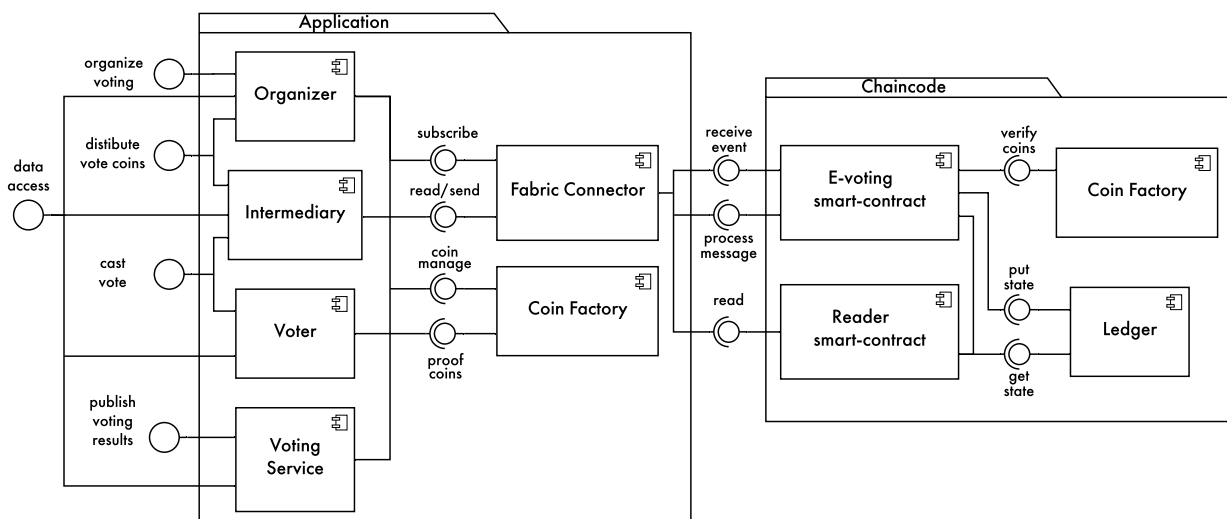 Application
organize
voting
Organizer
distibute
vote coins
data
access
Intermediary
cast
vote
Voter
publish
voting
results
Voting
Service
subscribe
read/send
Fabric Connector
coin
manage
Coin Factory
proof
coins
Chaincode
receive
event
process
message
read
E-voting
smart-contract
Reader
smart-contract
verify
coins
Coin Factory
put
state
Ledger
get
state